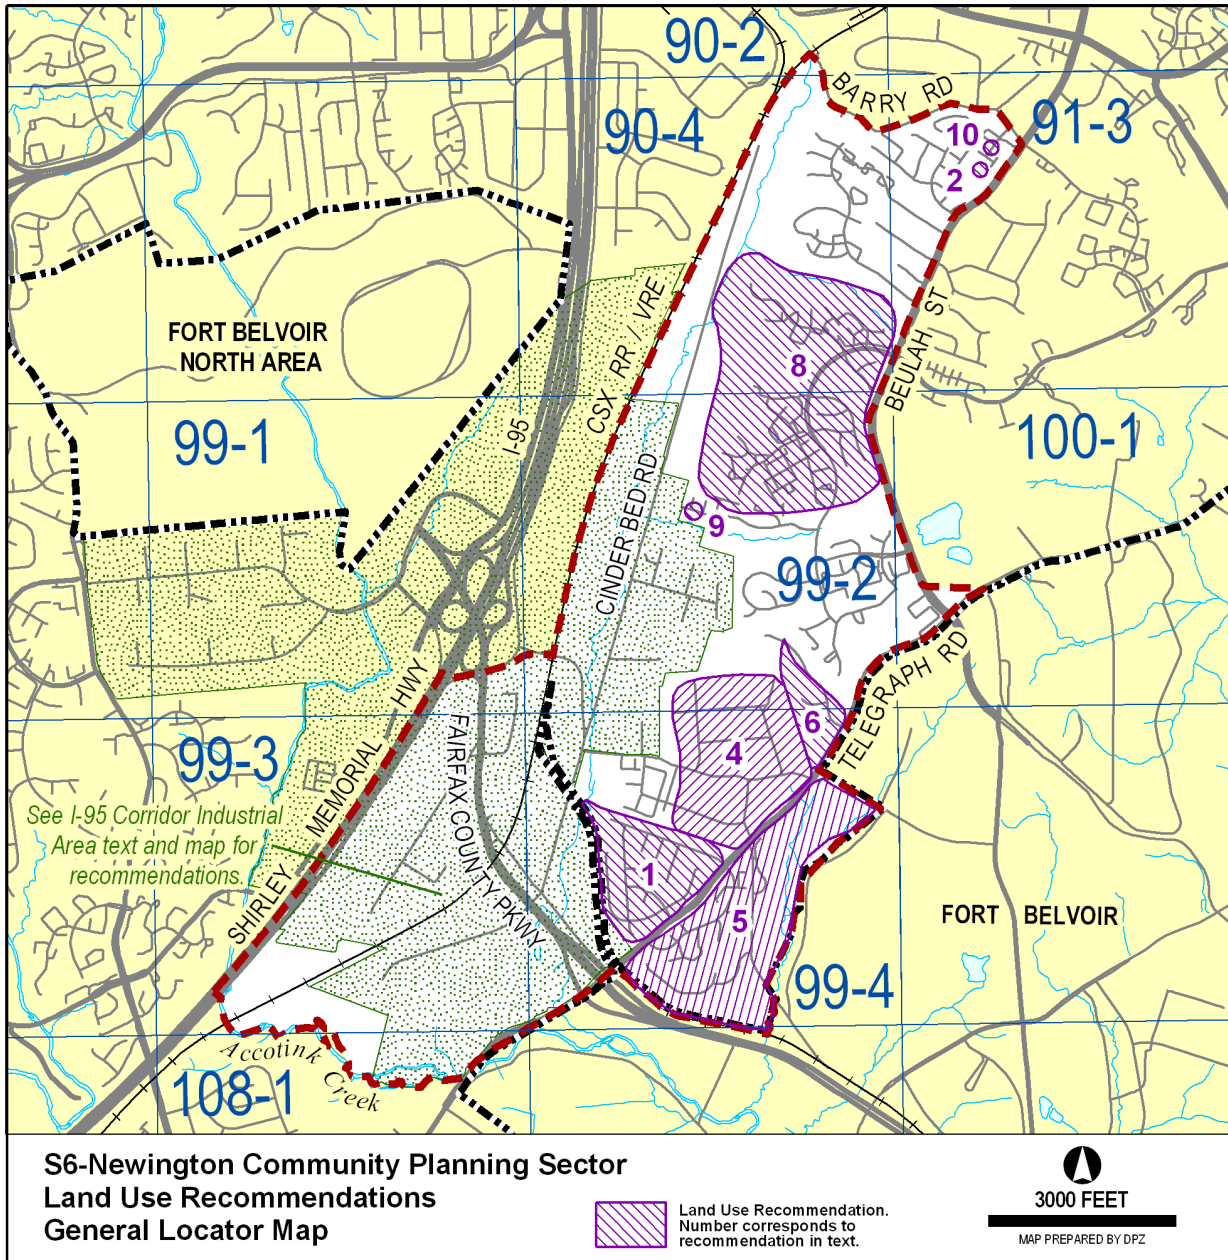 90-2
BARRY RD
91-3
90-4
10
2
FORT BELVOIR
NORTH AREA
CSX RR / VRE
BEULAH ST.
8
I-95
99-1
100-1
CINDER BED RD
9
99-2
SHIRLEY MEMORIAL HWY
FAIRFAX COUNTY PKWY
TELEGRAPH RD
6
4
99-3
See I-95 Corridor Industrial
Area text and map for
recommendations.
1
5
FORT BELVOIR
99-4
Accotink Creek
108-1
S6-Newington Community Planning Sector
Land Use Recommendations
General Locator Map
Land Use Recommendation.
Number corresponds to
recommendation in text.
3000 FEET
MAP PREPARED BY DPZ